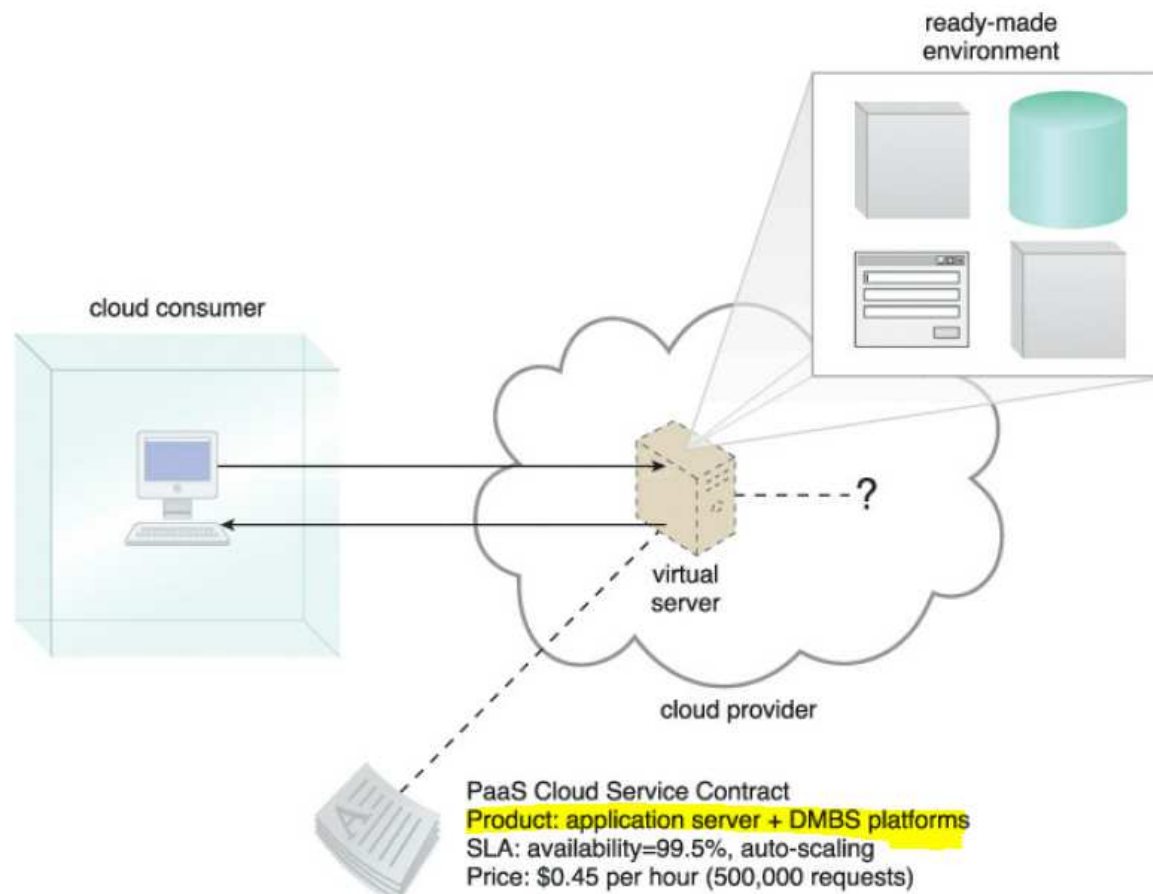 ready-made
environment
cloud consumer
?
virtual
server
cloud provider
A
PaaS Cloud Service Contract
Product: application server + DMBS platforms
SLA: availability=99.5%, auto-scaling
Price: $0.45 per hour (500,000 requests)